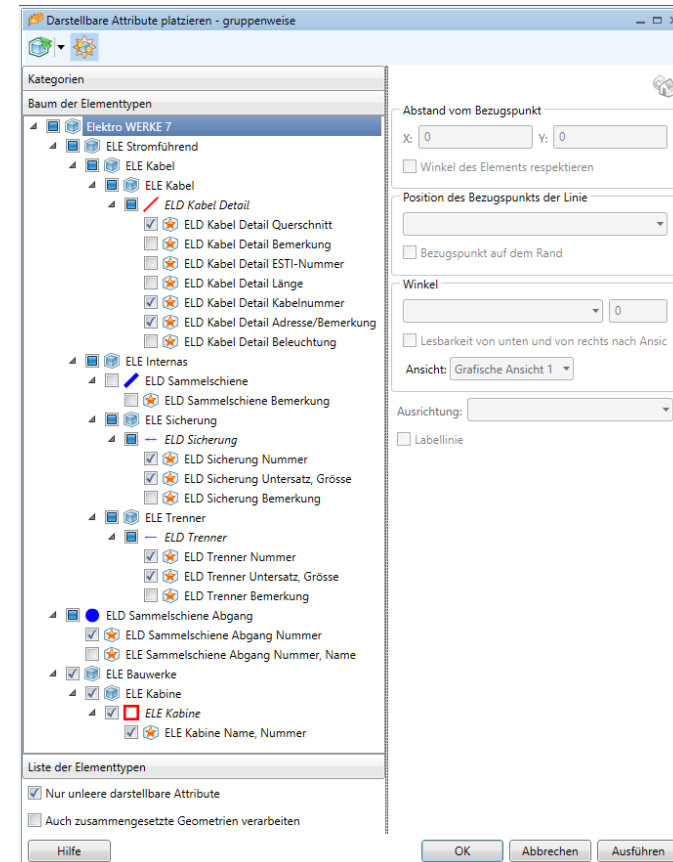 Darstellbare Attribute platzieren - gruppenweise
Kategorien
Baum der Elementtypen
Elektro WERKE 7
ELE Stromführend
ELE Kabel
ELE Kabel
ELD Kabel Detail
ELD Kabel Detail Querschnitt
ELD Kabel Detail Bemerkung
ELD Kabel Detail ESTI-Nummer
ELD Kabel Detail Länge
ELD Kabel Detail Kabelnummer
ELD Kabel Detail Adresse/Bemerkung
ELD Kabel Detail Beleuchtung
ELE Internas
ELD Sammelschiene
ELD Sammelschiene Bemerkung
ELE Sicherung
ELD Sicherung
ELD Sicherung Nummer
ELD Sicherung Untersatz, Grösse
ELD Sicherung Bemerkung
ELE Trenner
ELD Trenner
ELD Trenner Nummer
ELD Trenner Untersatz, Grösse
ELD Trenner Bemerkung
ELD Sammelschiene Abgang
ELD Sammelschiene Abgang Nummer
ELE Sammelschiene Abgang Nummer, Name
ELE Bauwerke
ELE Kabine
ELE Kabine
ELE Kabine Name, Nummer
Liste der Elementtypen
Nur unleere darstellbare Attribute
Auch zusammengesetzte Geometrien verarbeiten
Abstand vom Bezugspunkt
X: 0 Y: 0
Winkel des Elements respektieren
Position des Bezugspunkts der Linie
Bezugspunkt auf dem Rand
Winkel
0
Lesbarkeit von unten und von rechts nach Ansic
Ansicht: Grafische Ansicht 1
Ausrichtung:
Labellinie
Hilfe OK Abbrechen Ausführen